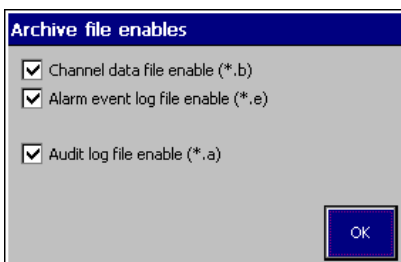 Archive file enables
Channel data file enable (*.b)
Alarm event log file enable (*.e)
Audit log file enable (*.a)
OK